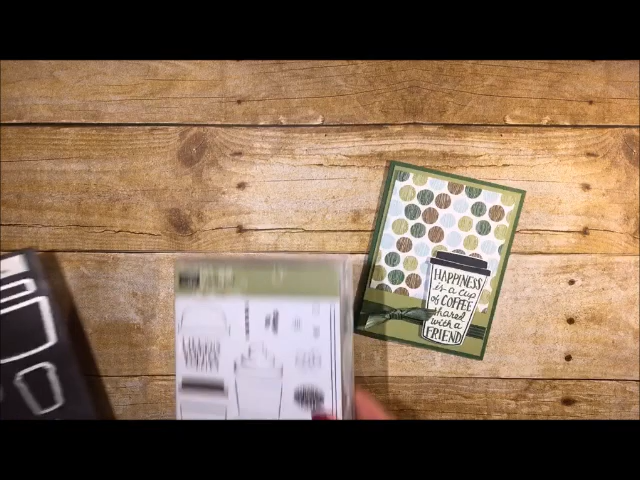 HAPPINESS
is a cup
of COFFEE
shared
with a
FRIEND